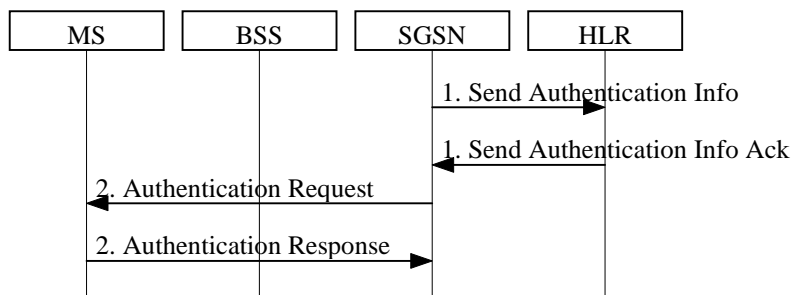 MS BSS SGSN HLR
1. Send Authentication Info
1. Send Authentication Info Ack
2. Authentication Request
2. Authentication Response